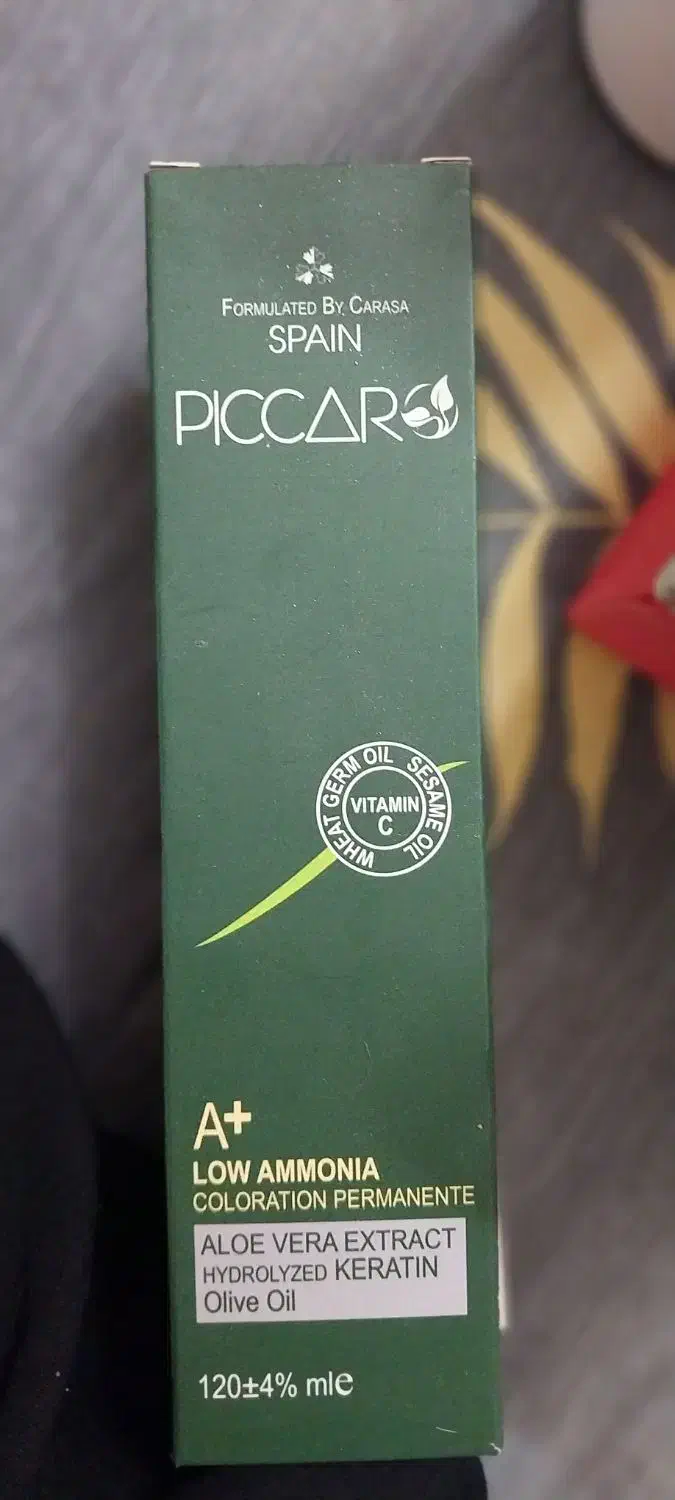 FORMULATED BY CARASA
SPAIN
PICCARO
WHEAT GERM OIL SESAME OIL
VITAMIN
C
A+
LOW AMMONIA
COLORATION PERMANENTE
ALOE VERA EXTRACT
HYDROLYZED KERATIN
Olive Oil
120±4% mle